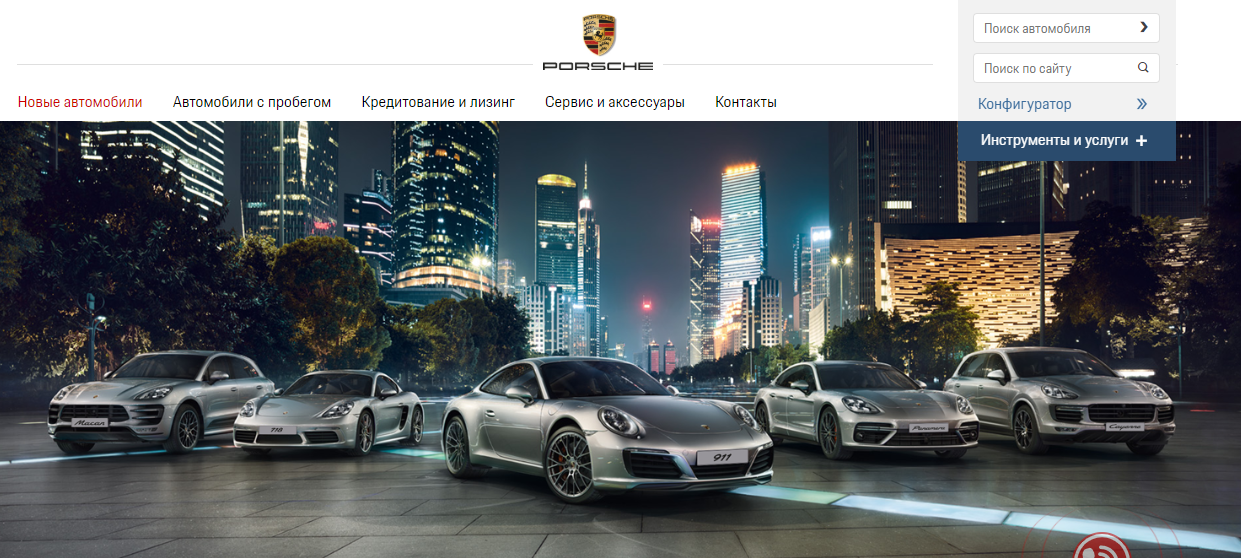 PORSCHE
PORSCHE
Поиск автомобиля
Поиск по сайту
Конфигуратор
Инструменты и услуги
Новые автомобили
Автомобили с пробегом
Кредитование и лизинг
Сервис и аксессуары
Контакты
Macan
718
911
Panamera
Cayenne